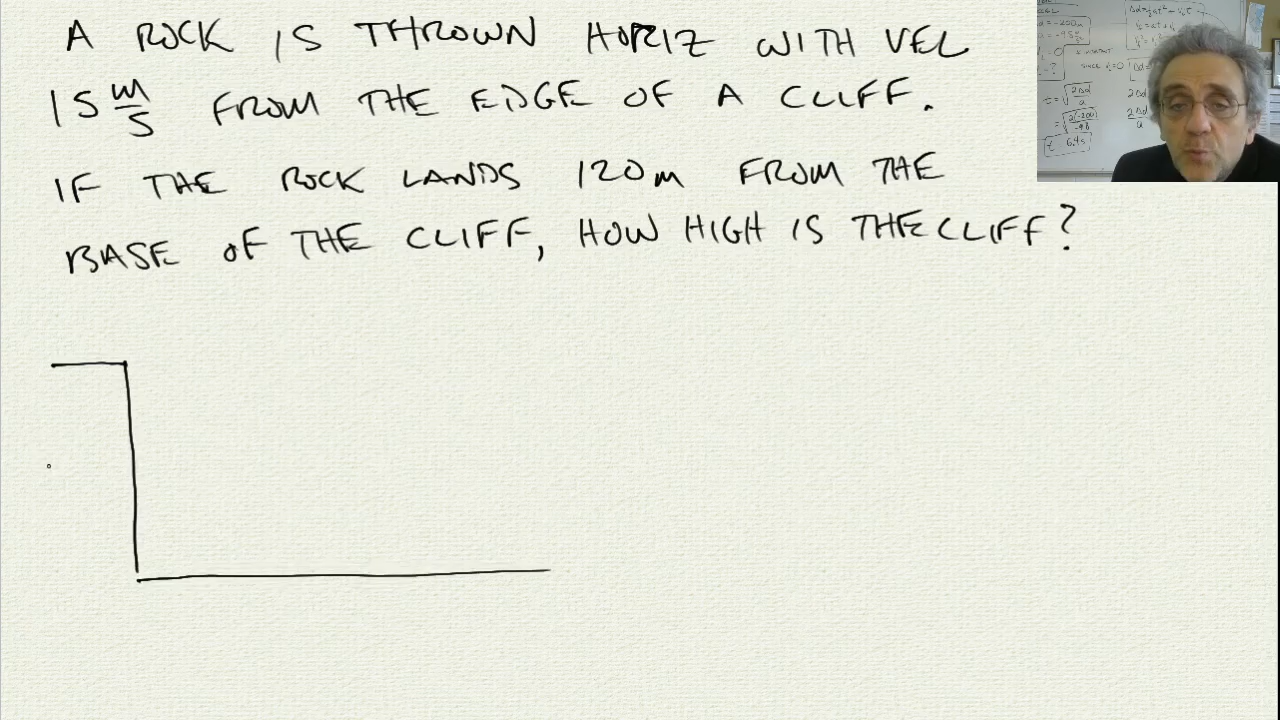 A ROCK IS THROWN HORIZ WITH VEL
15 m/s FROM THE EDGE OF A CLIFF.
IF THE ROCK LANDS 120m FROM THE
BASE OF THE CLIFF, HOW HIGH IS THE CLIFF?